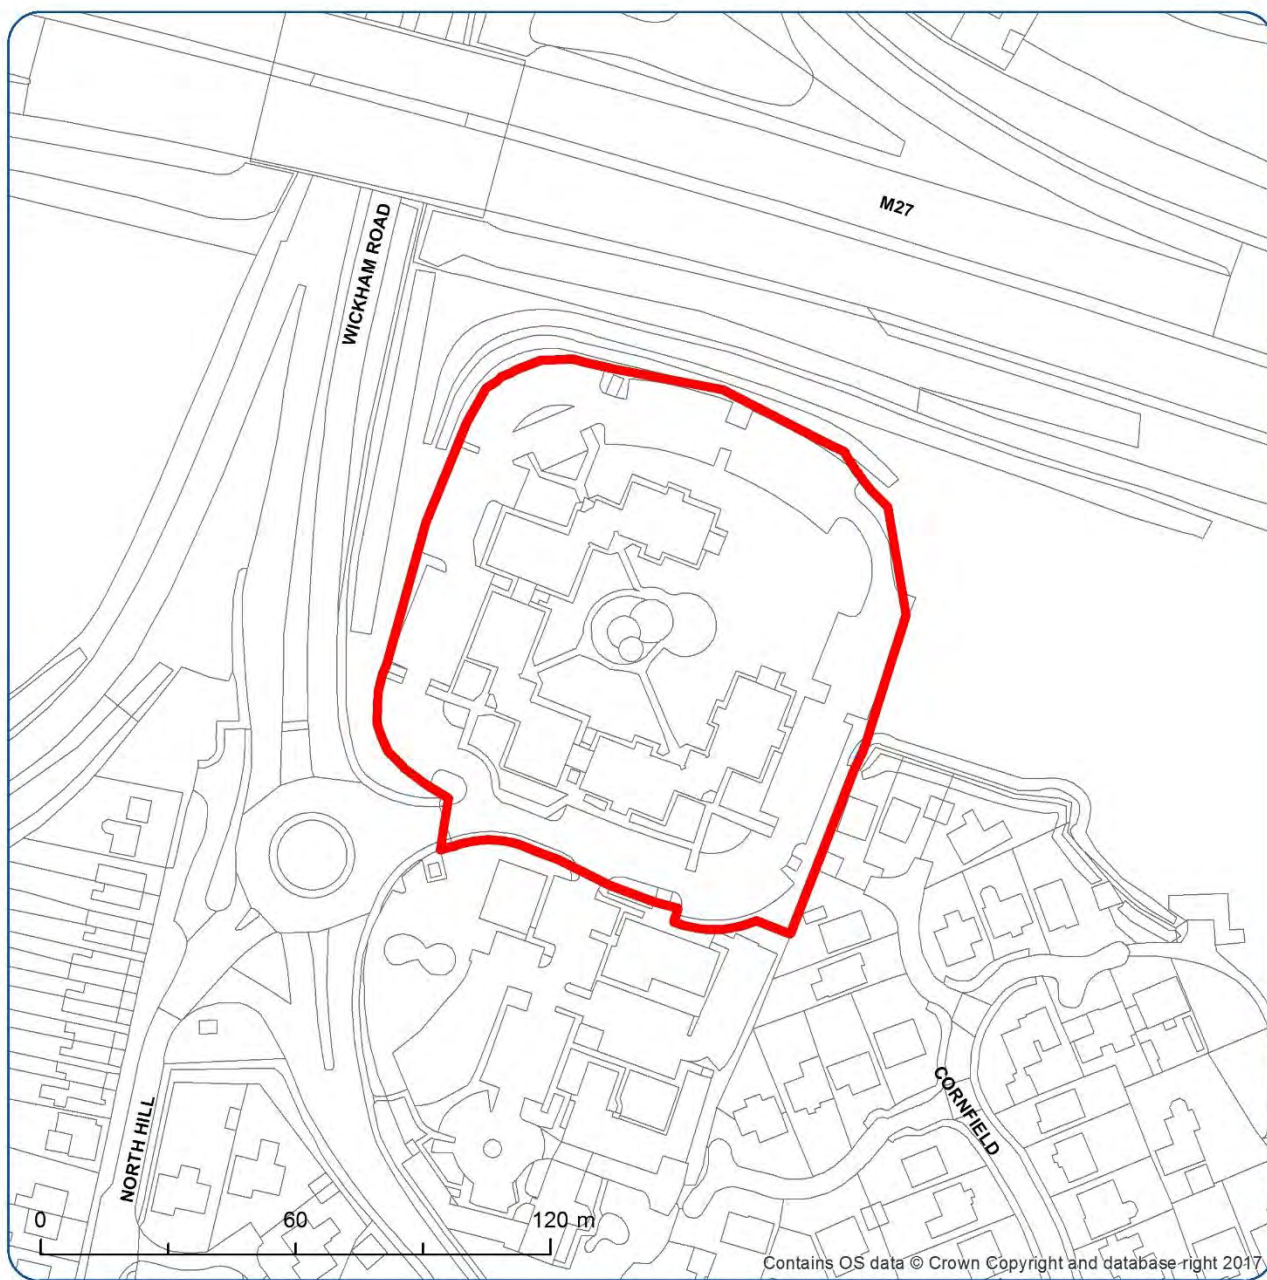 M27
WICKHAM ROAD
CORNFIELD
NORTH HILL
0 60 120 m
Contains OS data © Crown Copyright and database right 2017